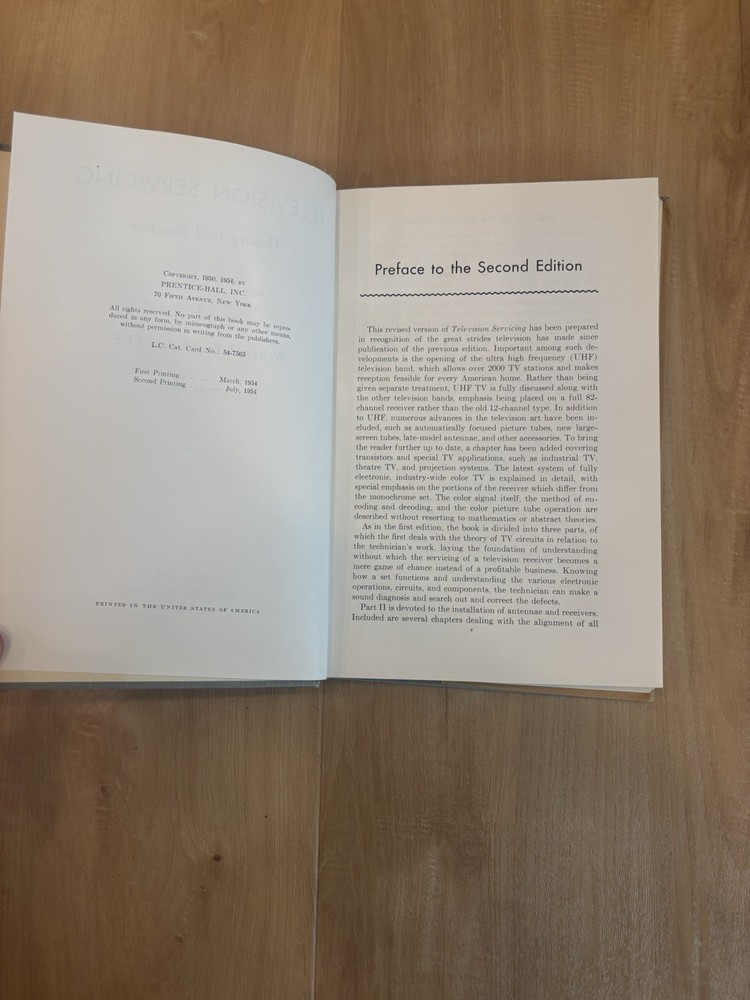 Copyright, 1950, 1954, by
PRENTICE-HALL, INC.
70 Fifth Avenue, New York
All rights reserved. No part of this book may be repro-
duced in any form, by mimeograph or any other means,
without permission in writing from the publishers.
L.C. Cat. Card No.: 54-7563
First Printing .......... March, 1954
Second Printing ........ July, 1954
PRINTED IN THE UNITED STATES OF AMERICA
Preface to the Second Edition
This revised version of Television Servicing has been prepared
in recognition of the great strides television has made since
publication of the previous edition. Important among such de-
velopments is the opening of the ultra high frequency (UHF)
television band, which allows over 2000 TV stations and makes
reception feasible for every American home. Rather than being
given separate treatment, UHF TV is fully discussed along with
the other television bands, emphasis being placed on a full 82-
channel receiver rather than the old 12-channel type. In addition
to UHF, numerous advances in the television art have been in-
cluded, such as automatically focused picture tubes, new large-
screen tubes, late-model antennae, and other accessories. To bring
the reader further up to date, a chapter has been added covering
transistors and special TV applications, such as industrial TV,
theatre TV, and projection systems. The latest system of fully
electronic, industry-wide color TV is explained in detail, with
special emphasis on the portions of the receiver which differ from
the monochrome set. The color signal itself, the method of en-
coding and decoding, and the color picture tube operation are
described without resorting to mathematics or abstract theories.
As in the first edition, the book is divided into three parts, of
which the first deals with the theory of TV circuits in relation to
the technician's work, laying the foundation of understanding
without which the servicing of a television receiver becomes a
mere game of chance instead of a profitable business. Knowing
how a set functions and understanding the various electronic
operations, circuits, and components, the technician can make a
sound diagnosis and search out and correct the defects.
Part II is devoted to the installation of antennae and receivers.
Included are several chapters dealing with the alignment of all
v